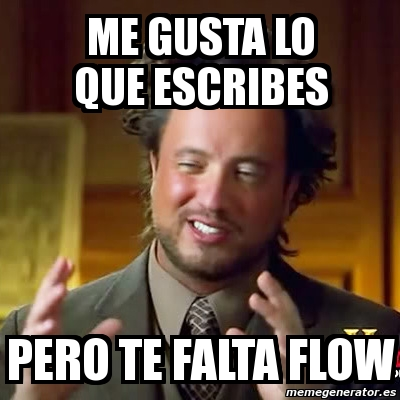 ME GUSTA LO
QUE ESCRIBES
PERO TE FALTA FLOW
memegenerator.es